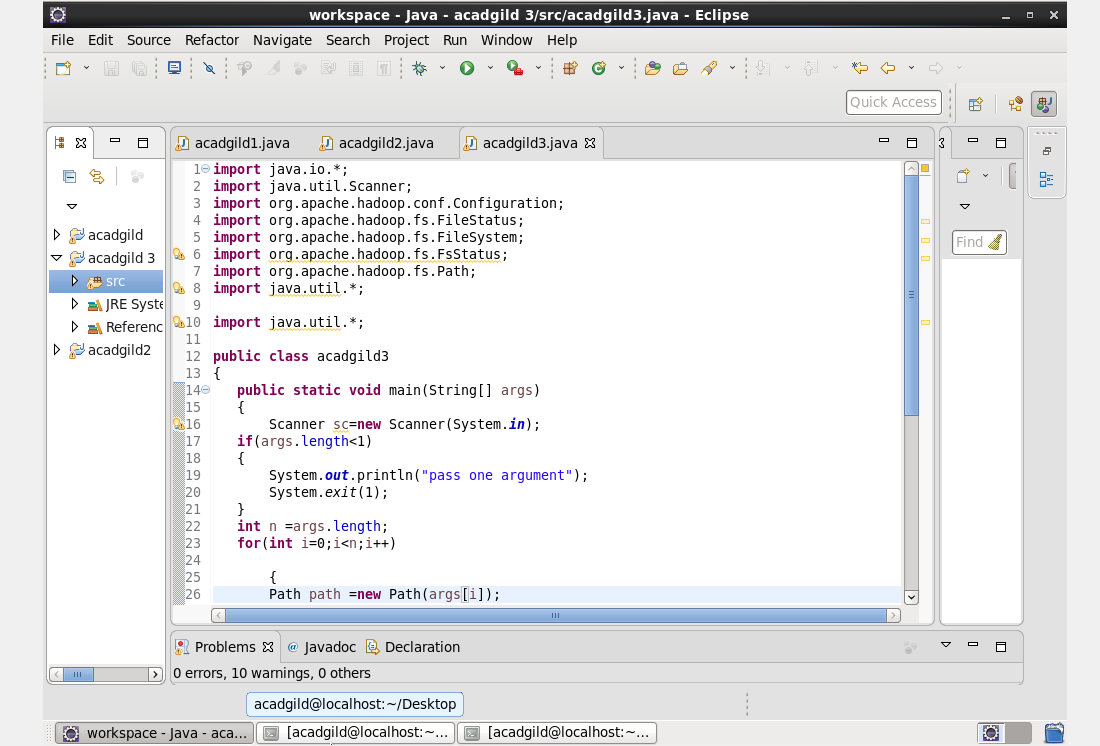 workspace - Java - acadgild 3/src/acadgild3.java - Eclipse
File Edit Source Refactor Navigate Search Project Run Window Help
Quick Access
acadgild1.java acadgild2.java acadgild3.java
acadgild
acadgild 3
src
JRE Syste
Referenc
acadgild2
1 import java.io.*;
2 import java.util.Scanner;
3 import org.apache.hadoop.conf.Configuration;
4 import org.apache.hadoop.fs.FileStatus;
5 import org.apache.hadoop.fs.FileSystem;
6 import org.apache.hadoop.fs.FsStatus;
7 import org.apache.hadoop.fs.Path;
8 import java.util.*;
9
10 import java.util.*;
11
12 public class acadgild3
13 {
14 public static void main(String[] args)
15 {
16 Scanner sc=new Scanner(System.in);
17 if(args.length<1)
18 {
19 System.out.println("pass one argument");
20 System.exit(1);
21 }
22 int n =args.length;
23 for(int i=0;i<n;i++)
24
25 {
26 Path path =new Path(args[i]);
Find
Problems @ Javadoc Declaration
0 errors, 10 warnings, 0 others
acadgild@localhost:~/Desktop
workspace - Java - aca... [acadgild@localhost:~... [acadgild@localhost:~...